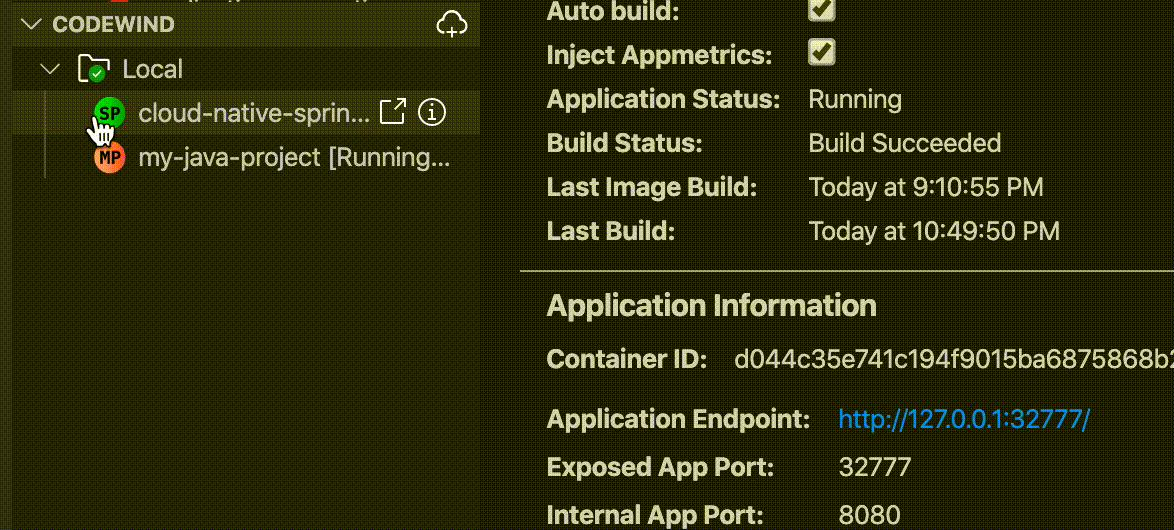 CODEWIND
Local
SP cloud-native-sprin...
MP my-java-project [Running...
Auto build:
Inject Appmetrics:
Application Status: Running
Build Status: Build Succeeded
Last Image Build: Today at 9:10:55 PM
Last Build: Today at 10:49:50 PM
Application Information
Container ID: d044c35e741c194f9015ba6875868b2
Application Endpoint: http://127.0.0.1:32777/
Exposed App Port: 32777
Internal App Port: 8080